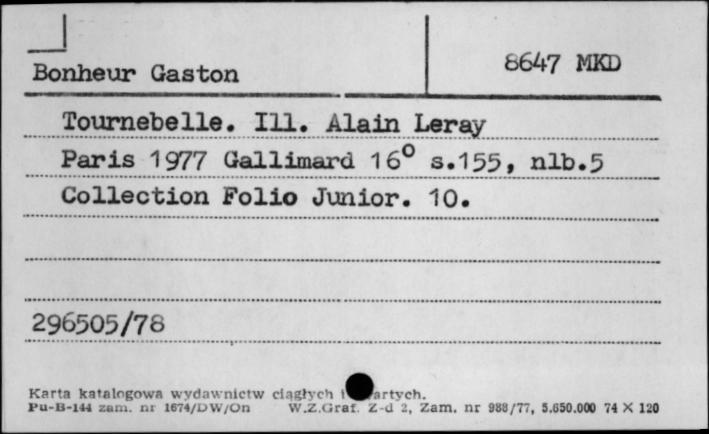 8647 MKD
Bonheur Gaston
Tournebelle. Ill. Alain Leray
Paris 1977 Gallimard 16° s.155, nlb.5
Collection Folio Junior. 10.
296505/78
Karta katalogowa wydawnictw ciągłych i
Pu-B-144 zam. nr 1674/DW/On W.Z.Graf. Z-d 2, Zam. nr 988/77, 5.650.000 74 X 120